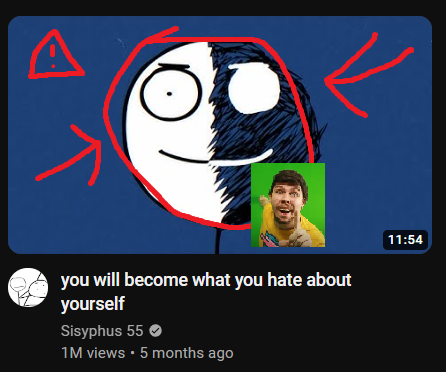 11:54
you will become what you hate about
yourself
Sisyphus 55
1M views • 5 months ago